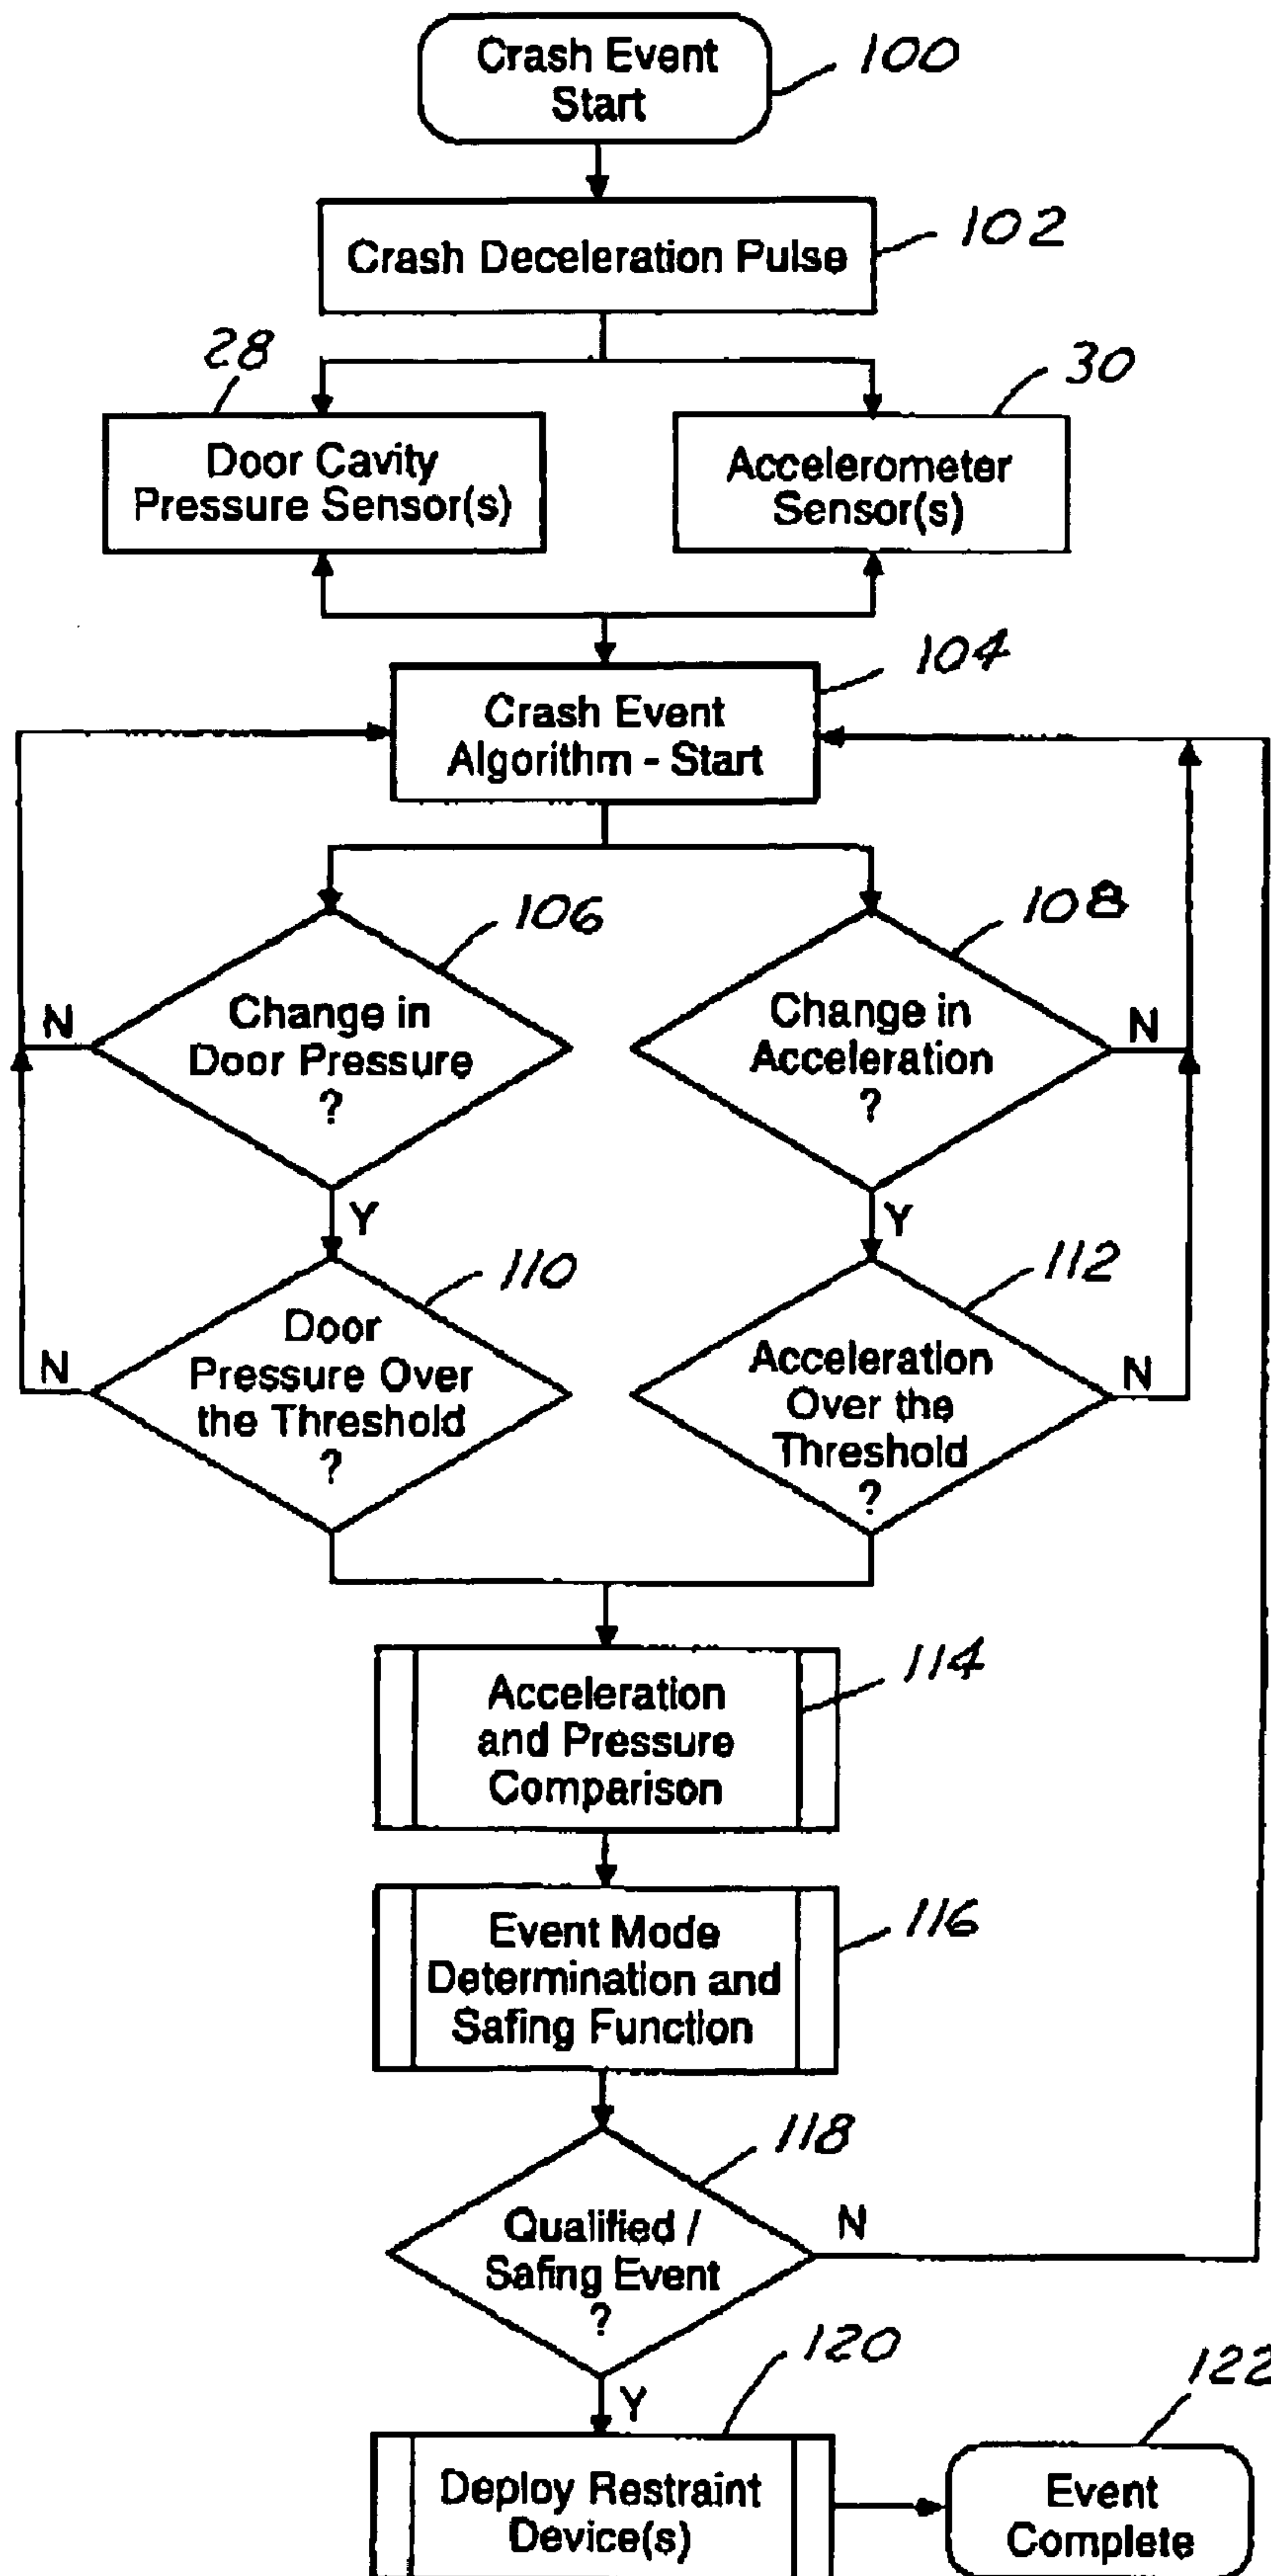 Crash Event
Start
100
Crash Deceleration Pulse
102
28
30
Door Cavity
Pressure Sensor(s)
Accelerometer
Sensor(s)
104
Crash Event
Algorithm - Start
106
108
N
Change in
Door Pressure
?
Change in
Acceleration
?
N
Y
Y
110
112
N
Door
Pressure Over
the Threshold
?
Acceleration
Over the
Threshold
?
N
114
Acceleration
and Pressure
Comparison
116
Event Mode
Determination and
Safing Function
118
Qualified /
Safing Event
?
N
120
122
Y
Deploy Restraint
Device(s)
Event
Complete